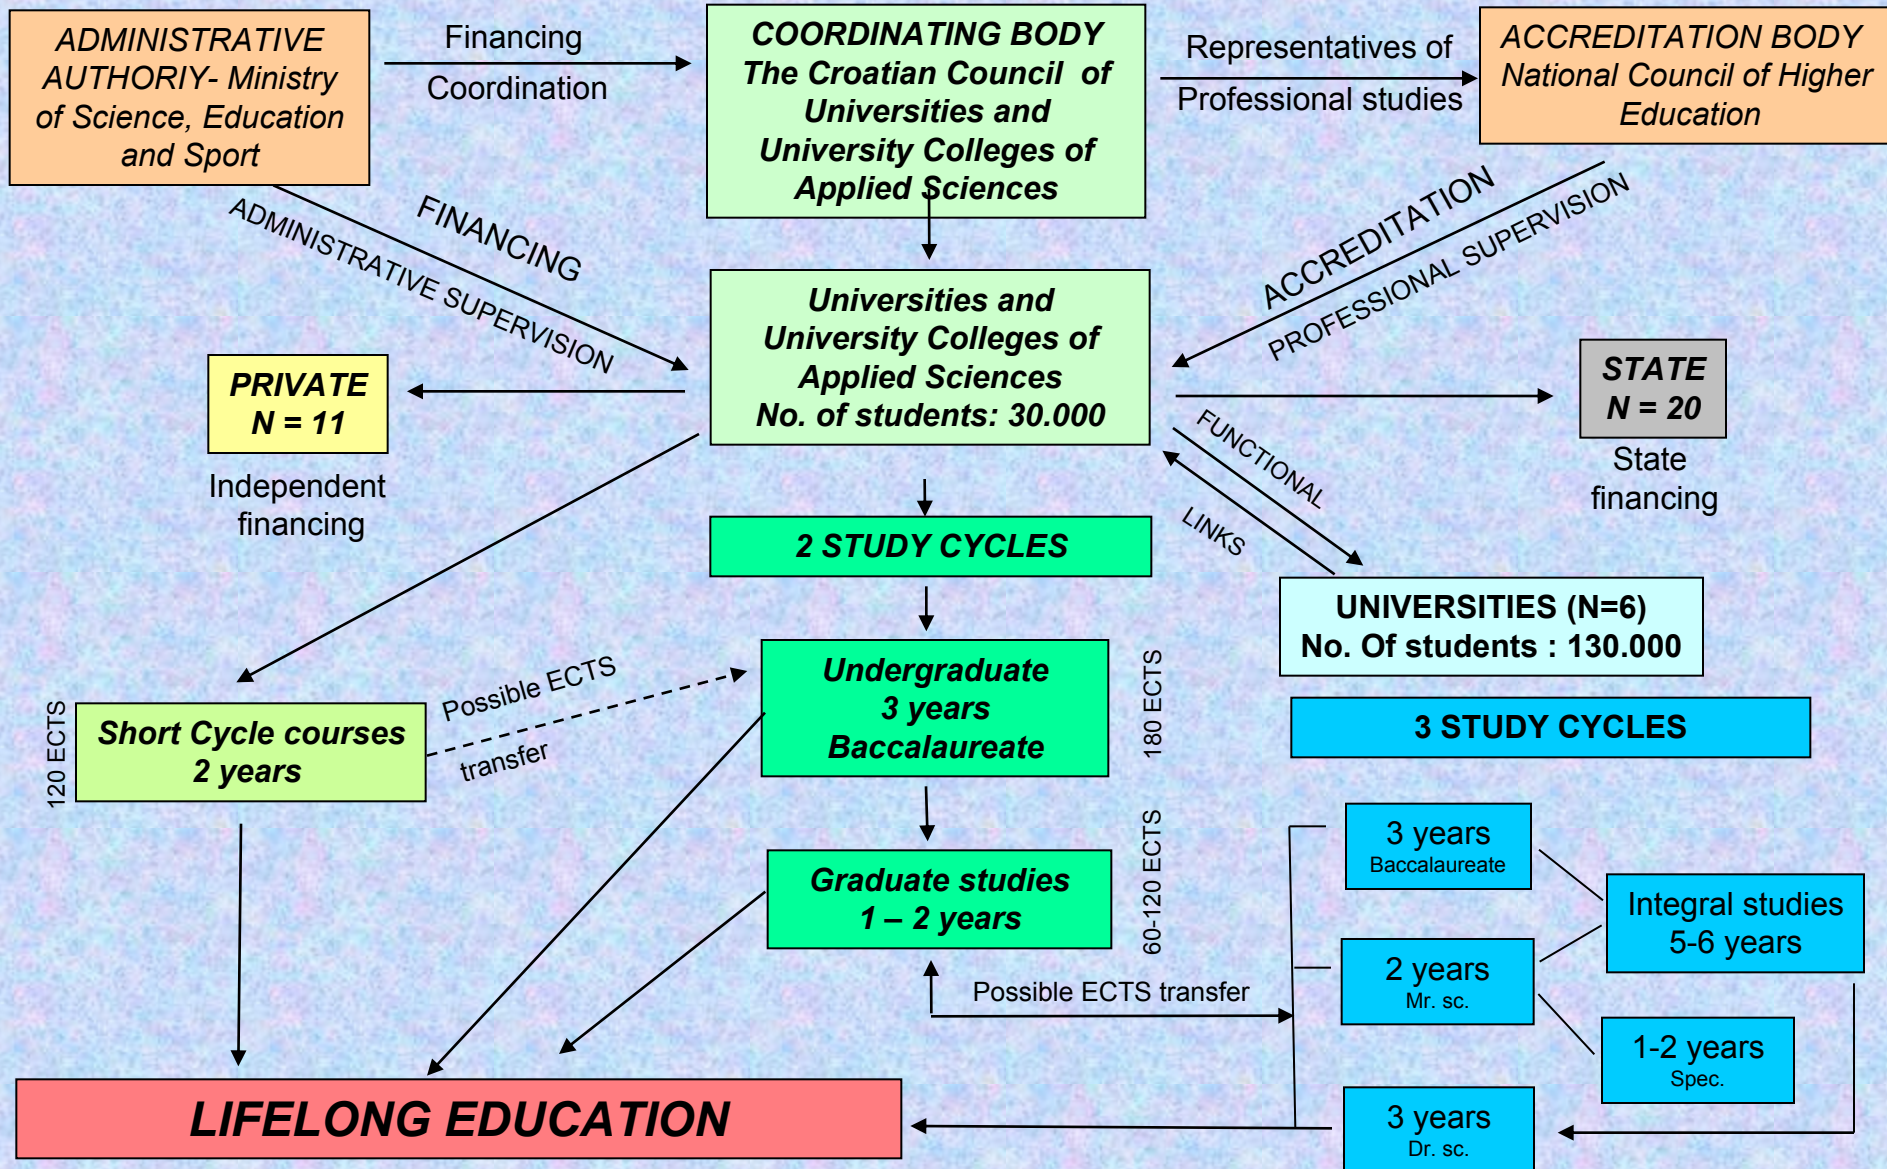 ADMINISTRATIVE
AUTHORIY- Ministry
of Science, Education
and Sport
Financing
Coordination
COORDINATING BODY
The Croatian Council of
Universities and
University Colleges of
Applied Sciences
Representatives of
Professional studies
ACCREDITATION BODY
National Council of Higher
Education
FINANCING
ADMINISTRATIVE SUPERVISION
ACCREDITATION
PROFESSIONAL SUPERVISION
Universities and
University Colleges of
Applied Sciences
No. of students: 30.000
PRIVATE
N = 11
Independent
financing
STATE
N = 20
State
financing
FUNCTIONAL
LINKS
2 STUDY CYCLES
UNIVERSITIES (N=6)
No. Of students : 130.000
3 STUDY CYCLES
120 ECTS
Short Cycle courses
2 years
Possible ECTS
transfer
Undergraduate
3 years
Baccalaureate
180 ECTS
Graduate studies
1 – 2 years
60-120 ECTS
Possible ECTS transfer
3 years
Baccalaureate
2 years
Mr. sc.
Integral studies
5-6 years
1-2 years
Spec.
3 years
Dr. sc.
LIFELONG EDUCATION